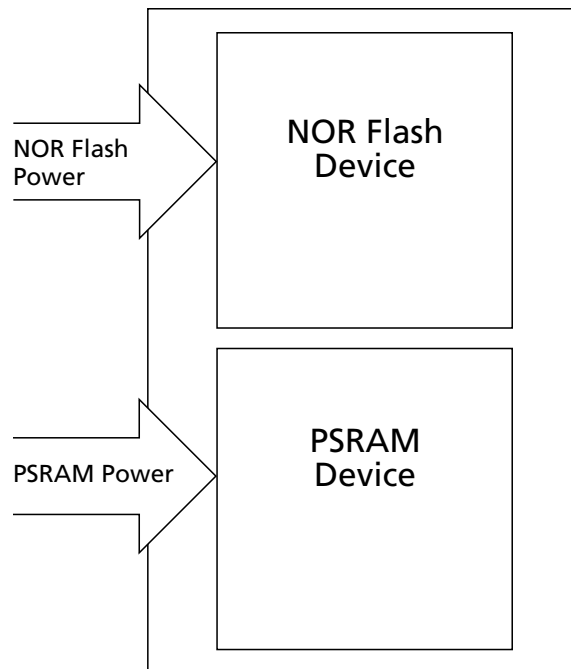 NOR Flash
Power
NOR Flash
Device
PSRAM Power
PSRAM
Device